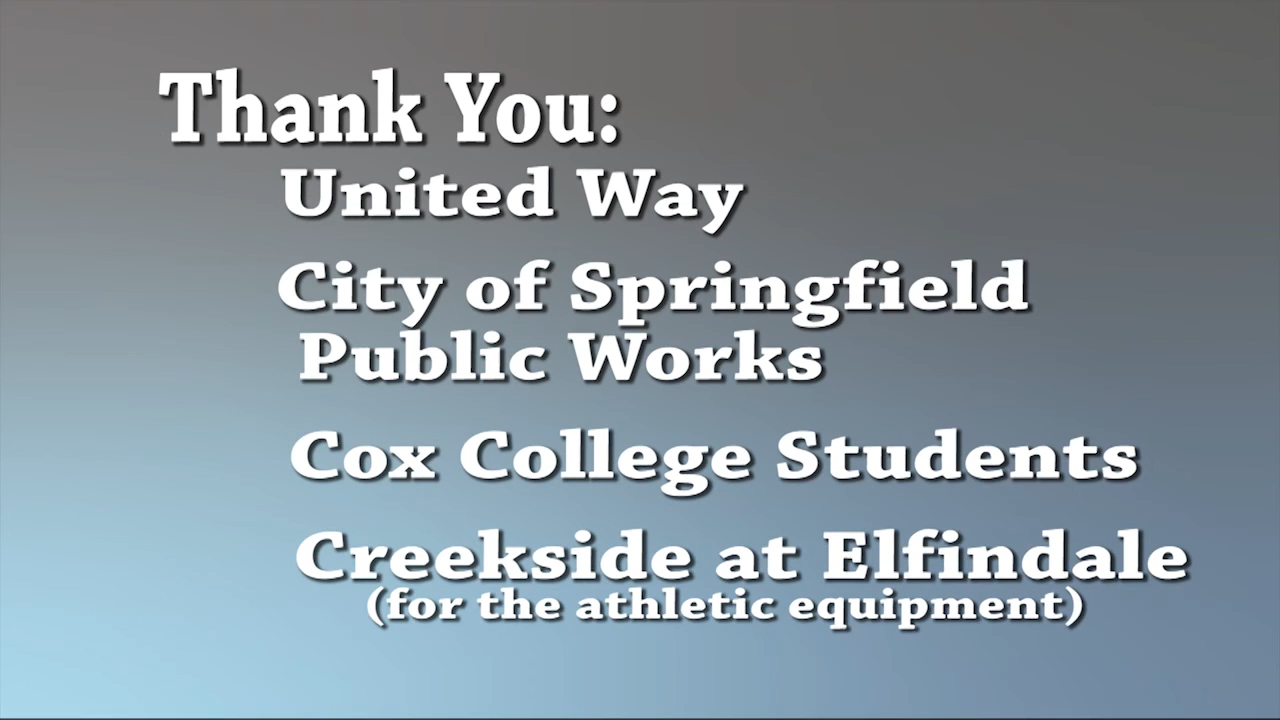 Thank You:
United Way
City of Springfield
Public Works
Cox College Students
Creekside at Elfindale
(for the athletic equipment)